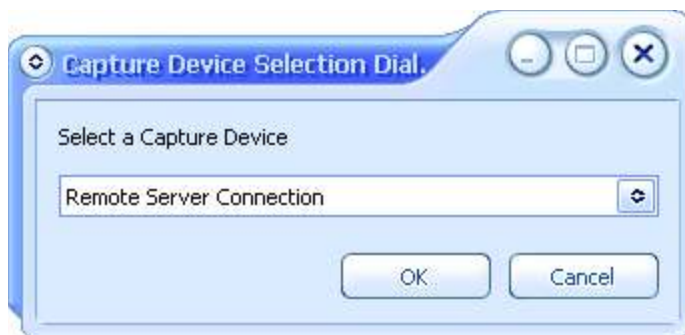 Capture Device Selection Dial.
Select a Capture Device
Remote Server Connection
OK Cancel